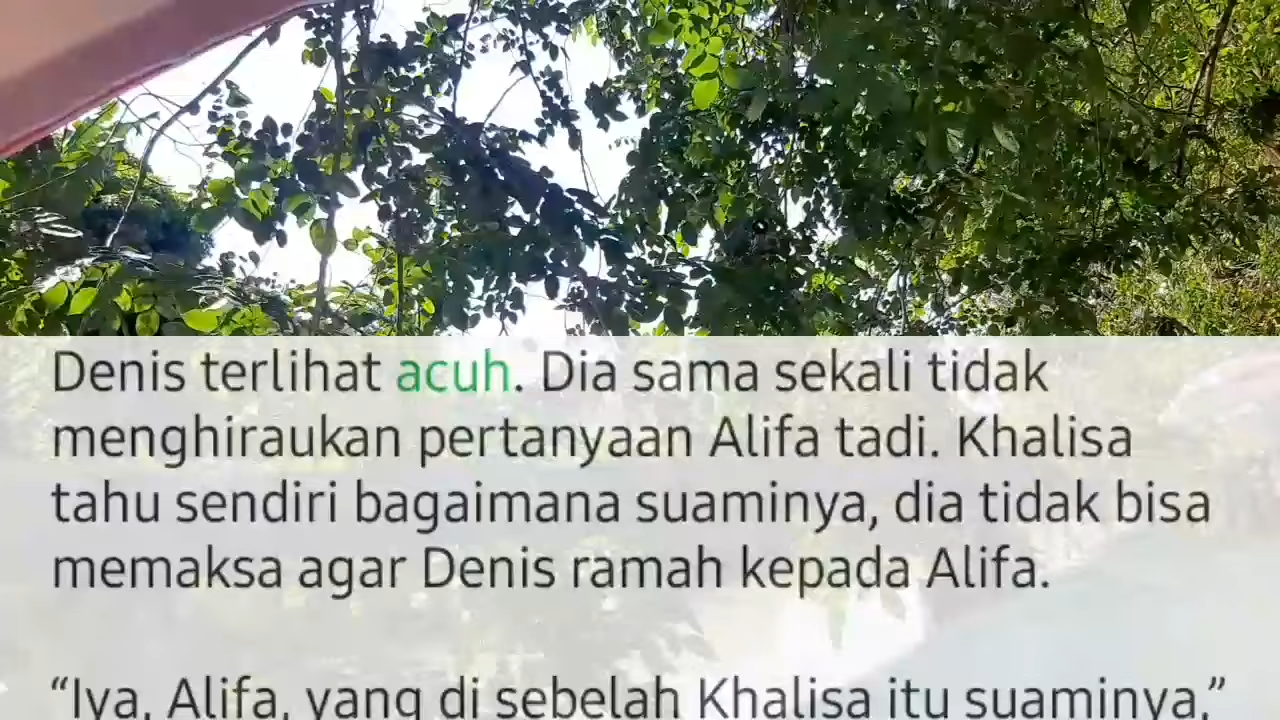 Denis terlihat acuh. Dia sama sekali tidak
menghiraukan pertanyaan Alifa tadi. Khalisa
tahu sendiri bagaimana suaminya, dia tidak bisa
memaksa agar Denis ramah kepada Alifa.
“Iya, Alifa, yang di sebelah Khalisa itu suaminya,”